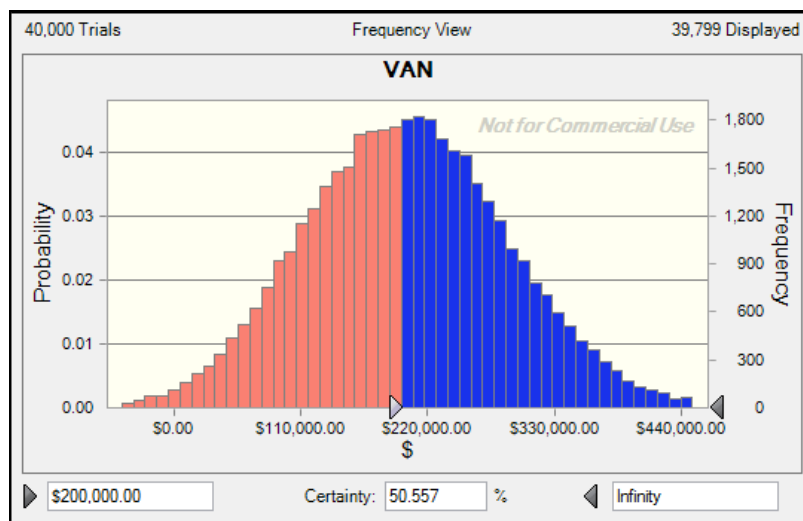 40,000 Trials Frequency View 39,799 Displayed
VAN
Not for Commercial Use
1,800
0.04
1,500
0.03
1,200
Probability
Frequency
0.02
900
600
0.01
300
0.00
0
$0.00 $110,000.00 $220,000.00 $330,000.00 $440,000.00
$
$200,000.00 Certainty: 50.557 % Infinity